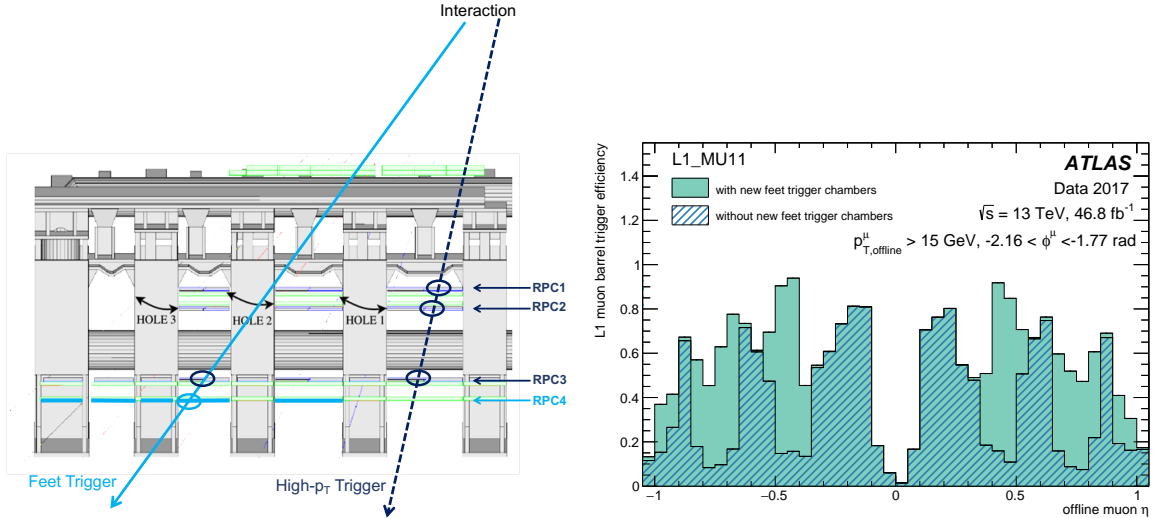 Interaction
HOLE 3
HOLE 2
HOLE 1
RPC1
RPC2
RPC3
RPC4
Feet Trigger
High-pT Trigger
L1 muon barrel trigger efficiency
1.4
1.2
1
0.8
0.6
0.4
0.2
0
L1_MU11
with new feet trigger chambers
without new feet trigger chambers
ATLAS
Data 2017
√s = 13 TeV, 46.8 fb⁻¹
p^μ_T,offline > 15 GeV, -2.16 < ϕ^μ <-1.77 rad
−1 −0.5 0 0.5 1
offline muon η